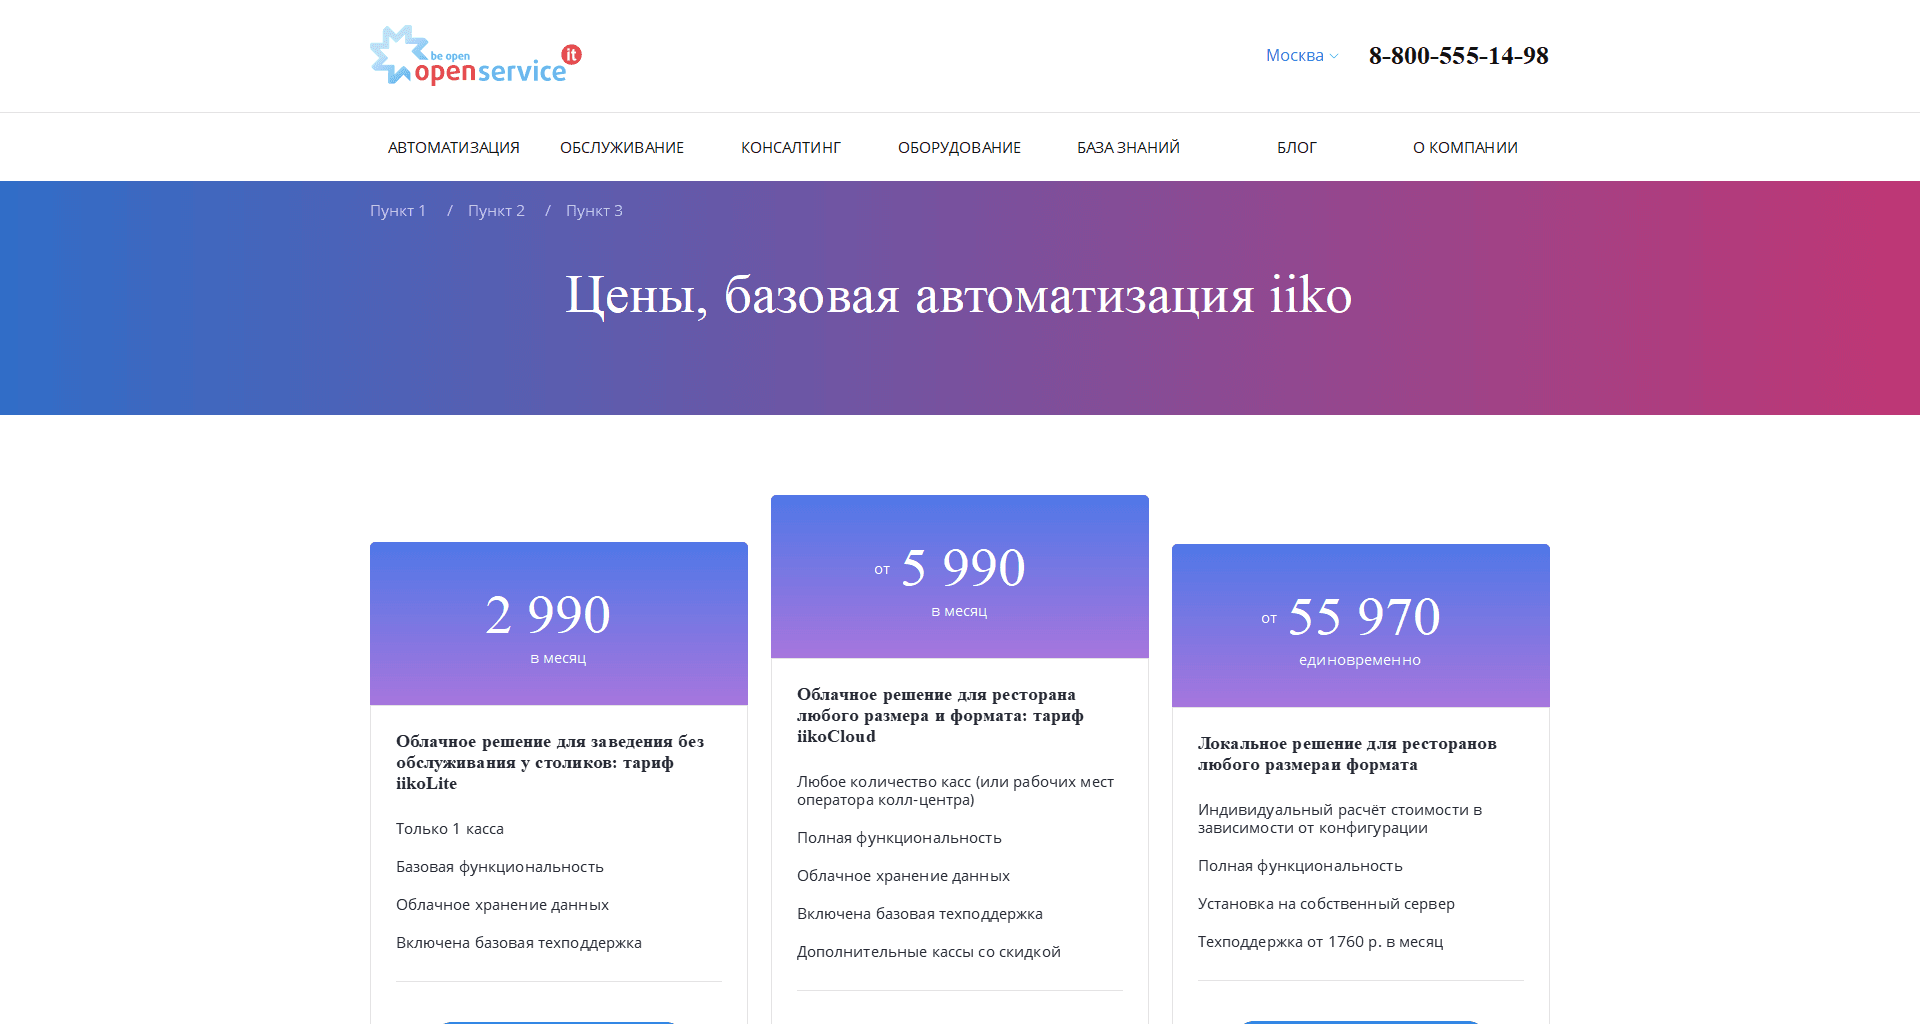 be open
openservice it
Москва
8-800-555-14-98
АВТОМАТИЗАЦИЯ
ОБСЛУЖИВАНИЕ
КОНСАЛТИНГ
ОБОРУДОВАНИЕ
БАЗА ЗНАНИЙ
БЛОГ
О КОМПАНИИ
Пункт 1 / Пункт 2 / Пункт 3
Цены, базовая автоматизация iiko
2 990
в месяц
Облачное решение для заведения без
обслуживания у столиков: тариф
iikoLite
Только 1 касса
Базовая функциональность
Облачное хранение данных
Включена базовая техподдержка
от 5 990
в месяц
Облачное решение для ресторана
любого размера и формата: тариф
iikoCloud
Любое количество касс (или рабочих мест
оператора колл-центра)
Полная функциональность
Облачное хранение данных
Включена базовая техподдержка
Дополнительные кассы со скидкой
от 55 970
единовременно
Локальное решение для ресторанов
любого размераи формата
Индивидуальный расчёт стоимости в
зависимости от конфигурации
Полная функциональность
Установка на собственный сервер
Техподдержка от 1760 р. в месяц